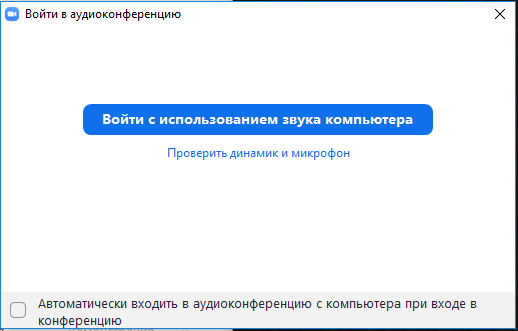 Войти в аудиоконференцию
Войти с использованием звука компьютера
Проверить динамик и микрофон
Автоматически входить в аудиоконференцию с компьютера при входе в
конференцию